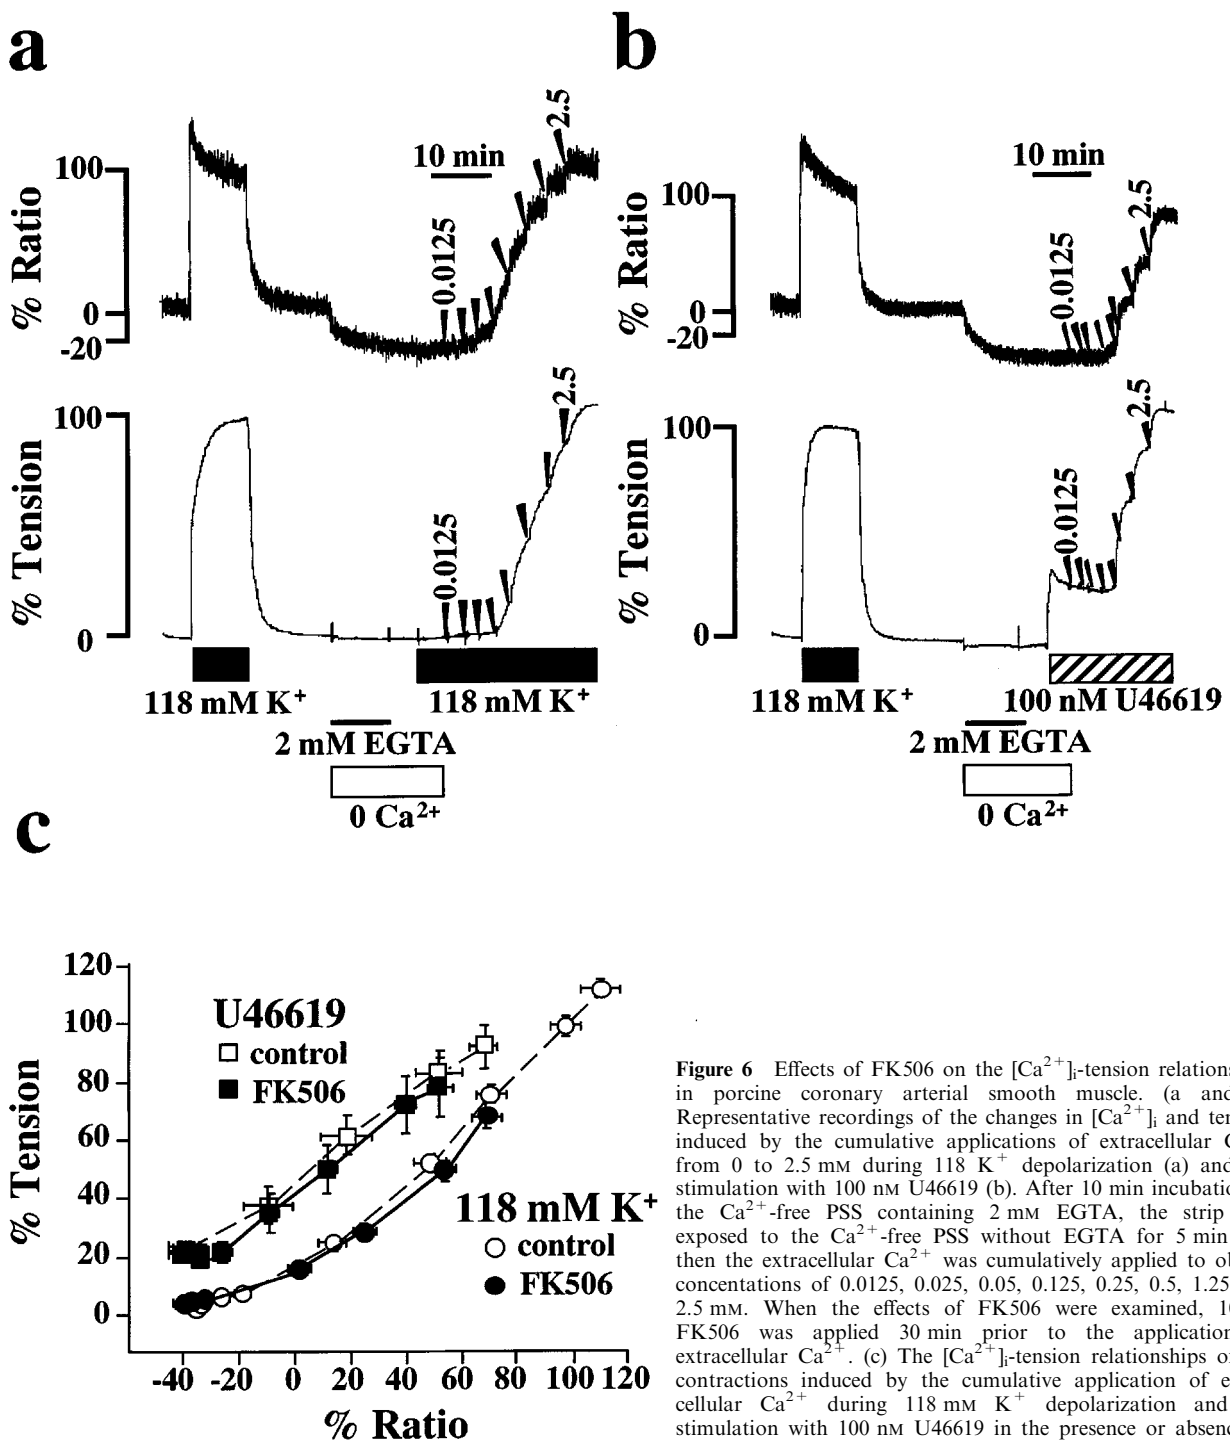 a
b
% Ratio
100
0
-20
10 min
0.0125
2.5
% Tension
100
0
0.0125
2.5
118 mM K⁺
118 mM K⁺
2 mM EGTA
0 Ca²⁺
% Ratio
100
0
-20
10 min
0.0125
2.5
% Tension
100
0
0.0125
2.5
118 mM K⁺
100 nM U46619
2 mM EGTA
0 Ca²⁺
c
% Tension
120
100
80
60
40
20
0
U46619
control
FK506
118 mM K⁺
control
FK506
-40 -20 0 20 40 60 80 100 120
% Ratio
Figure 6 Effects of FK506 on the [Ca²⁺]ᵢ-tension relations
in porcine coronary arterial smooth muscle. (a and
Representative recordings of the changes in [Ca²⁺]ᵢ and ten
induced by the cumulative applications of extracellular C
from 0 to 2.5 mM during 118 K⁺ depolarization (a) and
stimulation with 100 nM U46619 (b). After 10 min incubatio
the Ca²⁺-free PSS containing 2 mM EGTA, the strip
exposed to the Ca²⁺-free PSS without EGTA for 5 min
then the extracellular Ca²⁺ was cumulatively applied to ob
concentrations of 0.0125, 0.025, 0.05, 0.125, 0.25, 0.5, 1.25,
2.5 mM. When the effects of FK506 were examined, 10
FK506 was applied 30 min prior to the application
extracellular Ca²⁺. (c) The [Ca²⁺]ᵢ-tension relationships o
contractions induced by the cumulative application of e
cellular Ca²⁺ during 118 mM K⁺ depolarization and
stimulation with 100 nM U46619 in the presence or absenc